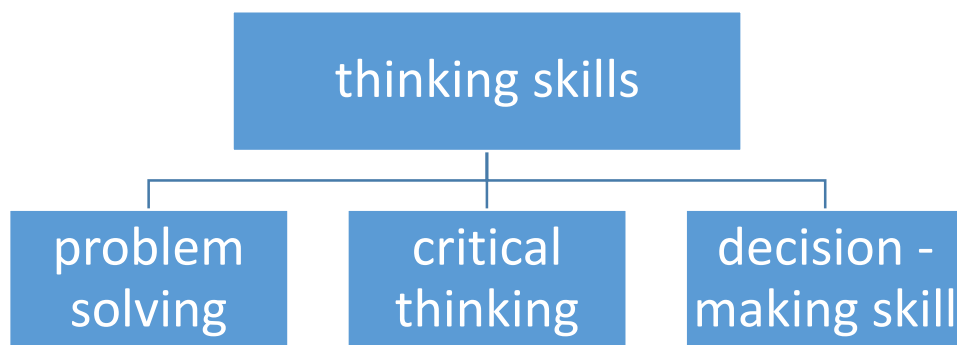 thinking skills
problem
solving
critical
thinking
decision -
making skill